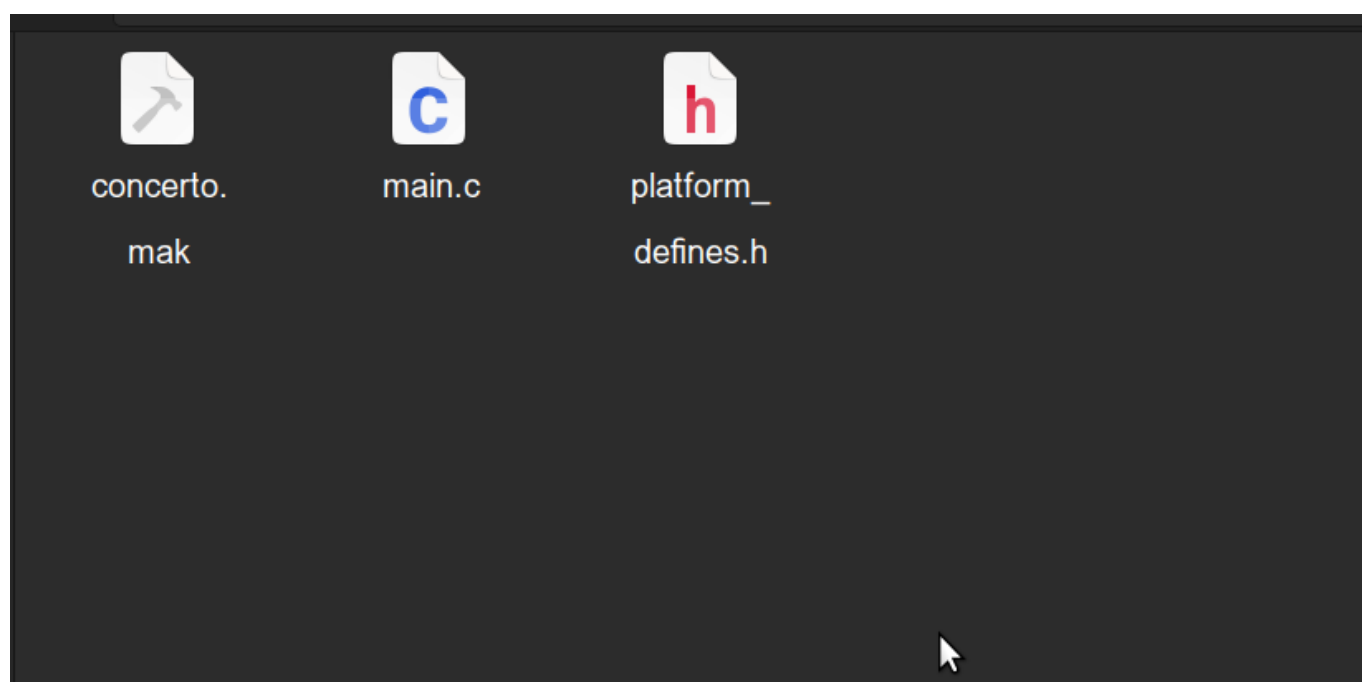 C
h
concerto.
mak
main.c
platform_
defines.h